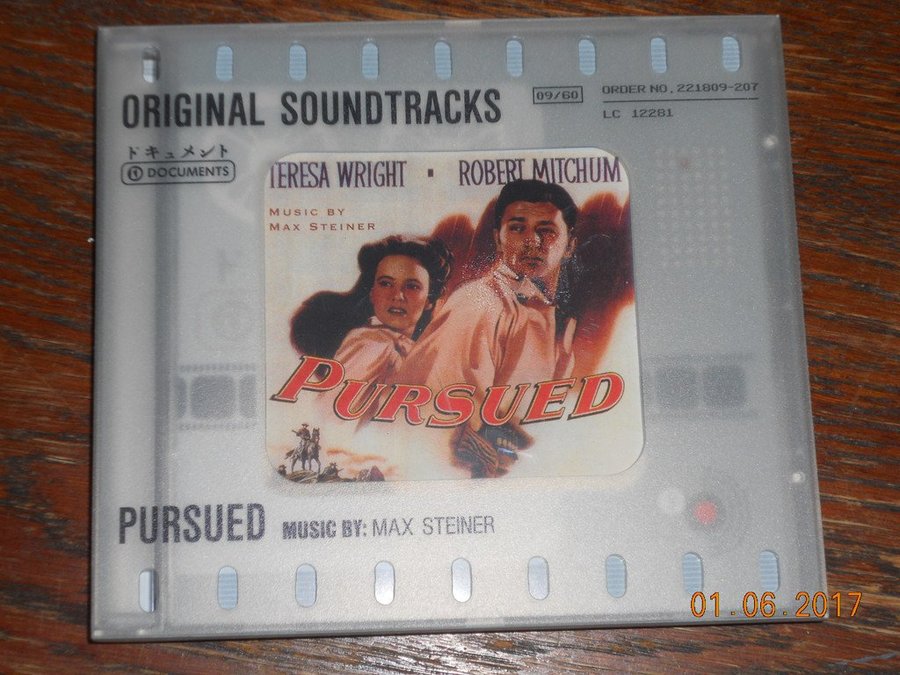 ORIGINAL SOUNDTRACKS
09/60
ORDER NO. 221809-207
LC 12281
ドキュメント
DOCUMENTS
TERESA WRIGHT · ROBERT MITCHUM
MUSIC BY
MAX STEINER
PURSUED
PURSUED MUSIC BY: MAX STEINER
01.06.2017